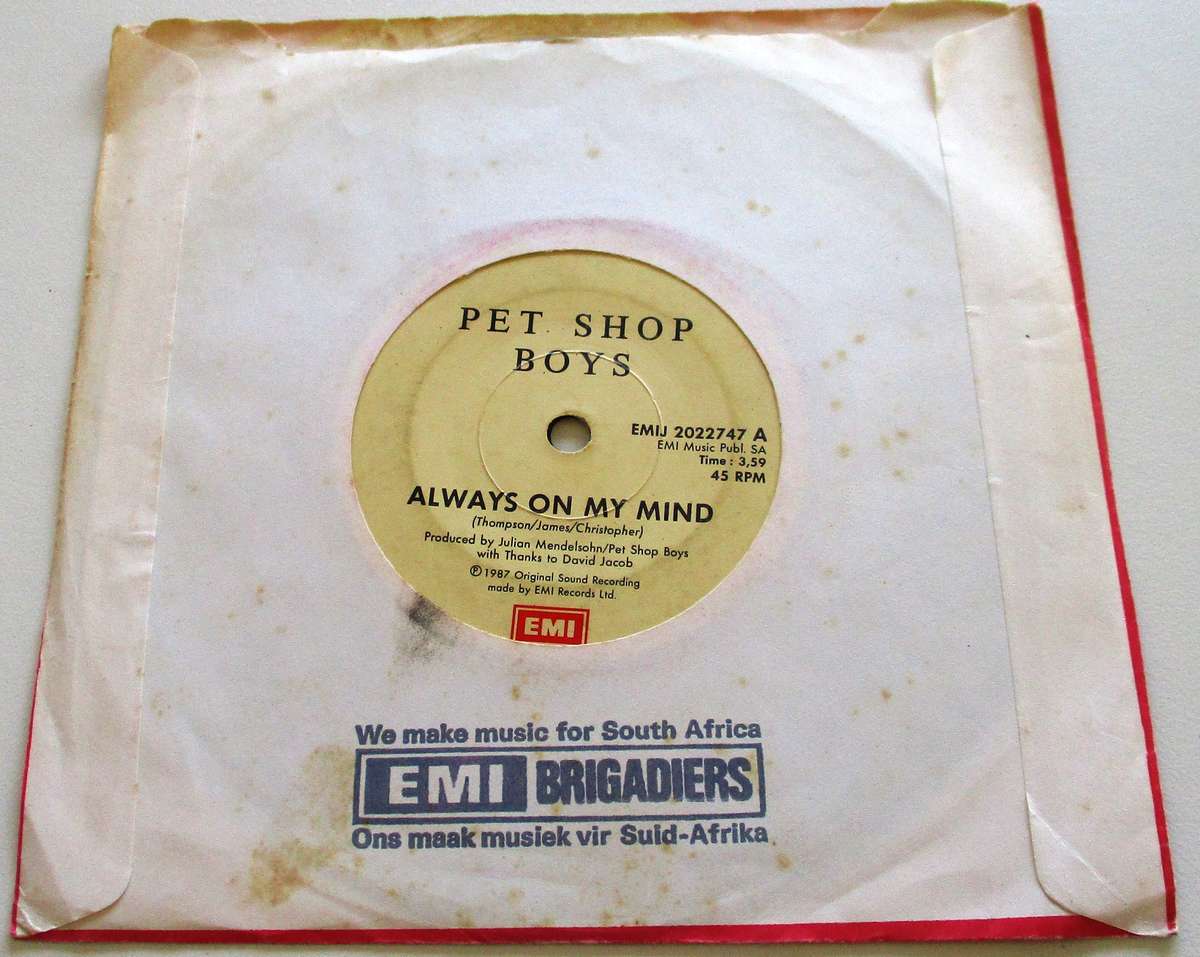 PET SHOP
BOYS
EMIJ 2022747 A
EMI Music Publ. SA
Time : 3,59
45 RPM
ALWAYS ON MY MIND
(Thompson/James/Christopher)
Produced by Julian Mendelsohn/Pet Shop Boys
with Thanks to David Jacob
℗ 1987 Original Sound Recording
made by EMI Records Ltd.
EMI
We make music for South Africa
EMI BRIGADIERS
Ons maak musiek vir Suid-Afrika